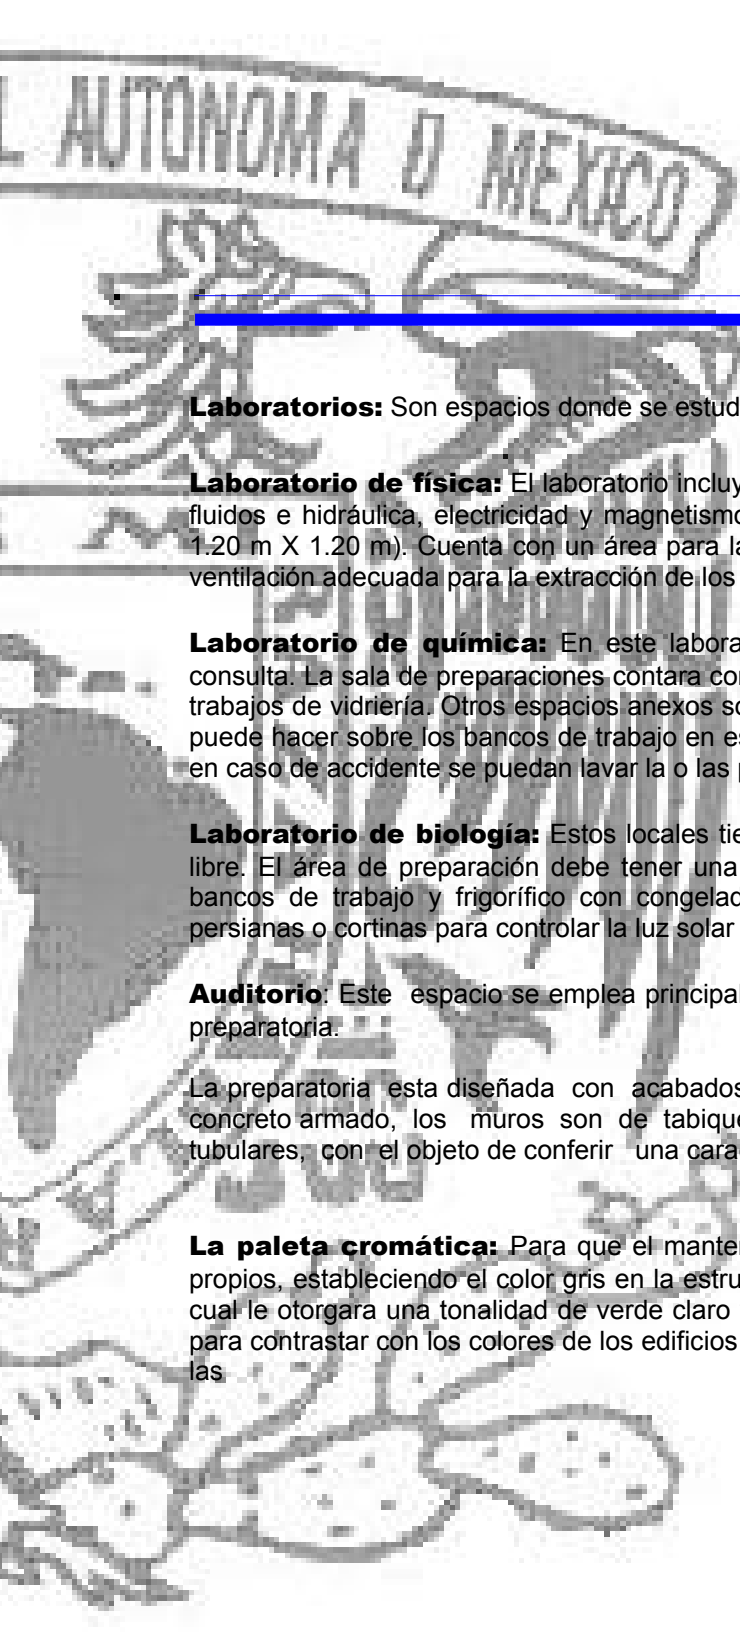 L AUTONOMA D MEXICO
Laboratorios: Son espacios donde se estud
Laboratorio de física: El laboratorio incluy
fluidos e hidráulica, electricidad y magnetismo
1.20 m X 1.20 m). Cuenta con un área para la
ventilación adecuada para la extracción de los
Laboratorio de química: En este labora
consulta. La sala de preparaciones contara con
trabajos de vidriería. Otros espacios anexos so
puede hacer sobre los bancos de trabajo en es
en caso de accidente se puedan lavar la o las p
Laboratorio de biología: Estos locales tie
libre. El área de preparación debe tener una
bancos de trabajo y frigorífico con congelad
persianas o cortinas para controlar la luz solar
Auditorio: Este espacio se emplea principal
preparatoria.
La preparatoria esta diseñada con acabados
concreto armado, los muros son de tabique
tubulares, con el objeto de conferir una cara
La paleta cromática: Para que el manten
propios, estableciendo el color gris en la estru
cual le otorgara una tonalidad de verde claro
para contrastar con los colores de los edificios
las